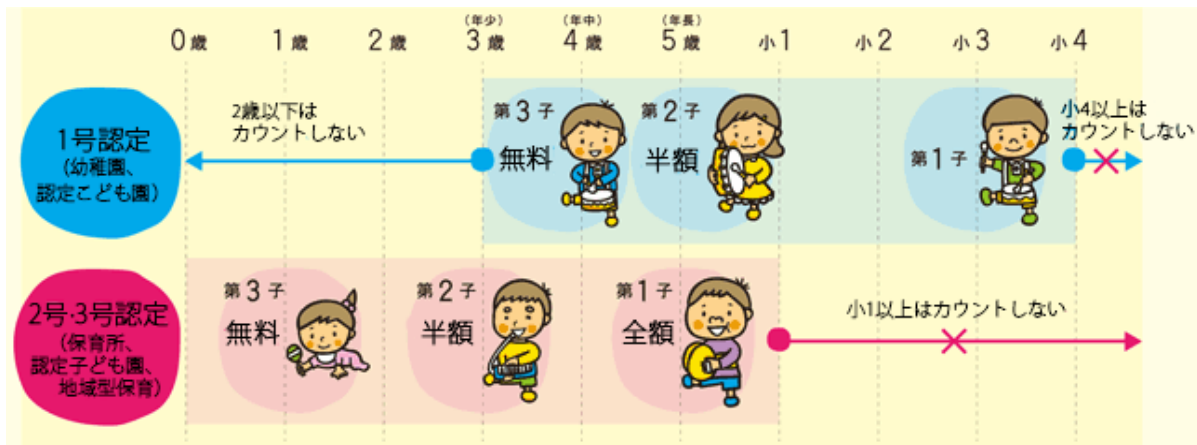 0歳 1歳 2歳 (年少)3歳 (年中)4歳 (年長)5歳 小1 小2 小3 小4
1号認定
(幼稚園、
認定こども園)
2歳以下は
カウントしない
第3子
無料
第2子
半額
第1子
小4以上は
カウントしない
2号・3号認定
(保育所、
認定子ども園、
地域型保育)
第3子
無料
第2子
半額
第1子
全額
小1以上はカウントしない